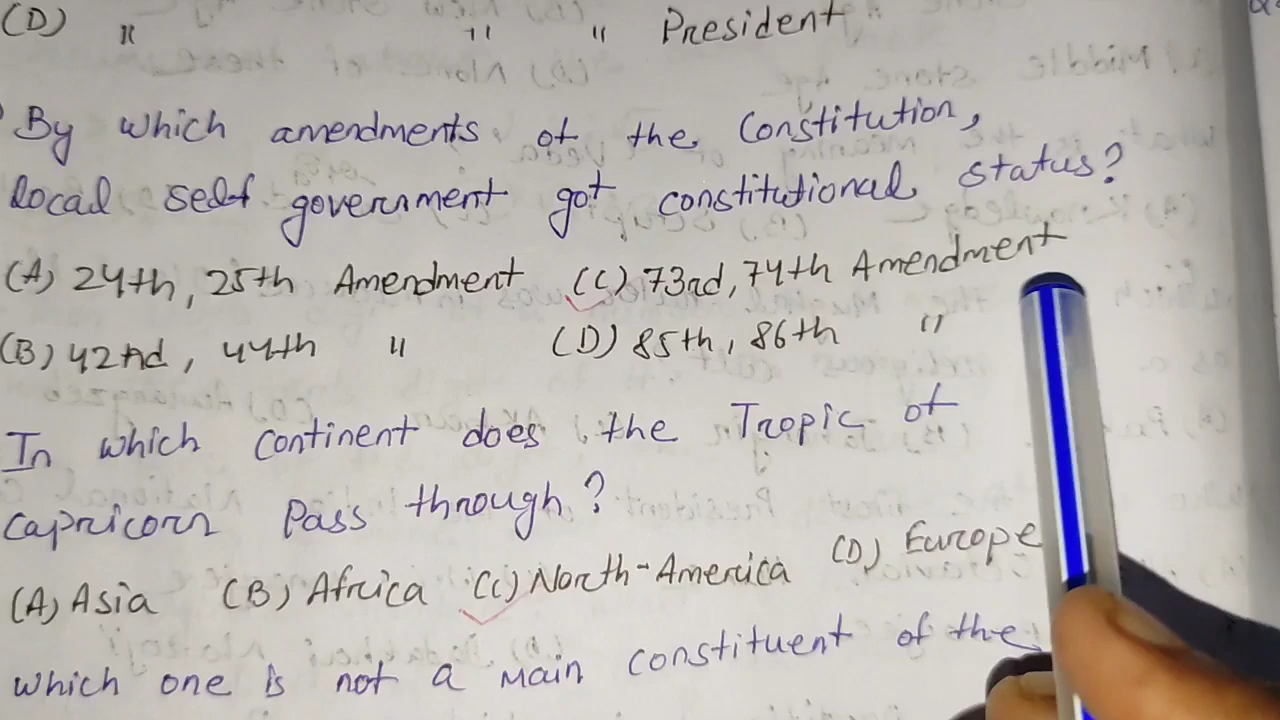 (D) " " " President
By which amendments of the Constitution,
local self government got constitutional status?
(A) 24th, 25th Amendment (C) 73rd, 74th Amendment
(B) 42nd, 44th " (D) 85th, 86th "
In which continent does the Tropic of
Capricorn Pass through?
(A) Asia (B) Africa (C) North-America (D) Europe
which one is not a main constituent of the